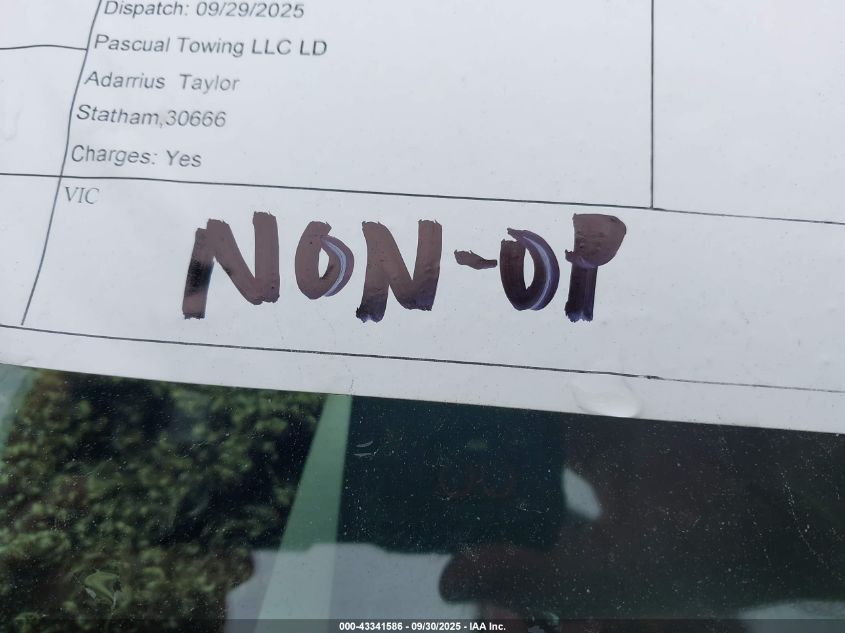 Dispatch: 09/29/2025
Pascual Towing LLC LD
Adarrius Taylor
Statham,30666
Charges: Yes
VIC
NON-OP
000-43341586 - 09/30/2025 - IAA Inc.